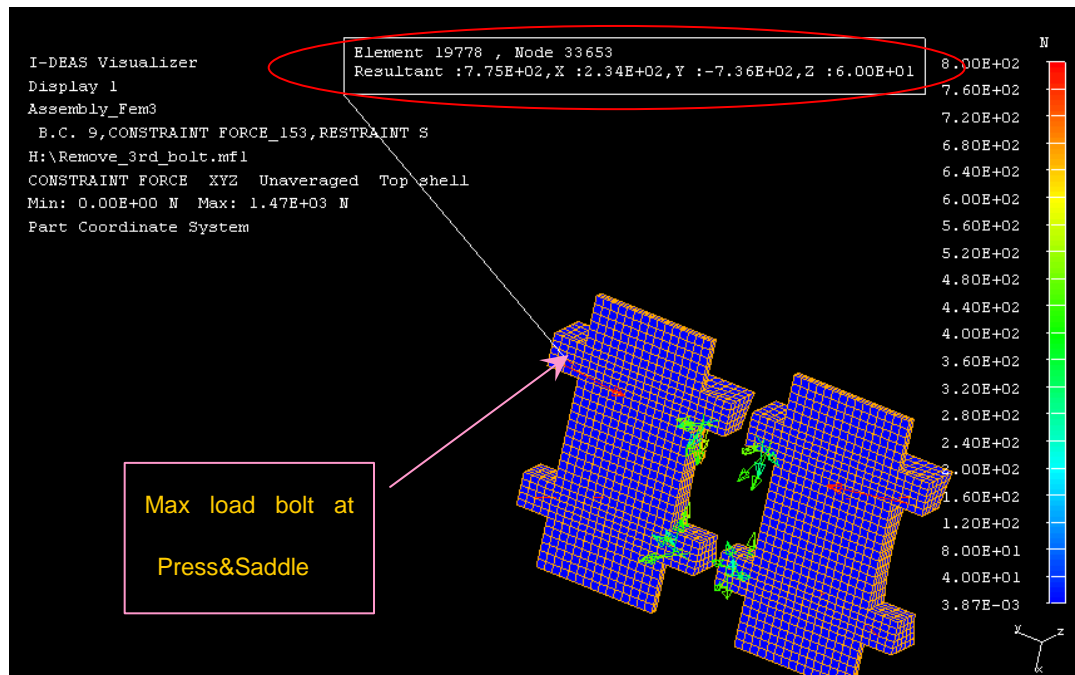 I-DEAS Visualizer
Display 1
Assembly_Fem3
B.C. 9,CONSTRAINT FORCE_153,RESTRAINT S
H:\Remove_3rd_bolt.mf1
CONSTRAINT FORCE XYZ Unaveraged Top shell
Min: 0.00E+00 N Max: 1.47E+03 N
Part Coordinate System
Element 19778 , Node 33653
Resultant :7.75E+02,X :2.34E+02,Y :-7.36E+02,Z :6.00E+01
N
8.00E+02
7.60E+02
7.20E+02
6.80E+02
6.40E+02
6.00E+02
5.60E+02
5.20E+02
4.80E+02
4.40E+02
4.00E+02
3.60E+02
3.20E+02
2.80E+02
2.40E+02
2.00E+02
1.60E+02
1.20E+02
8.00E+01
4.00E+01
3.87E-03
Max load bolt at
Press&Saddle
y
z
x